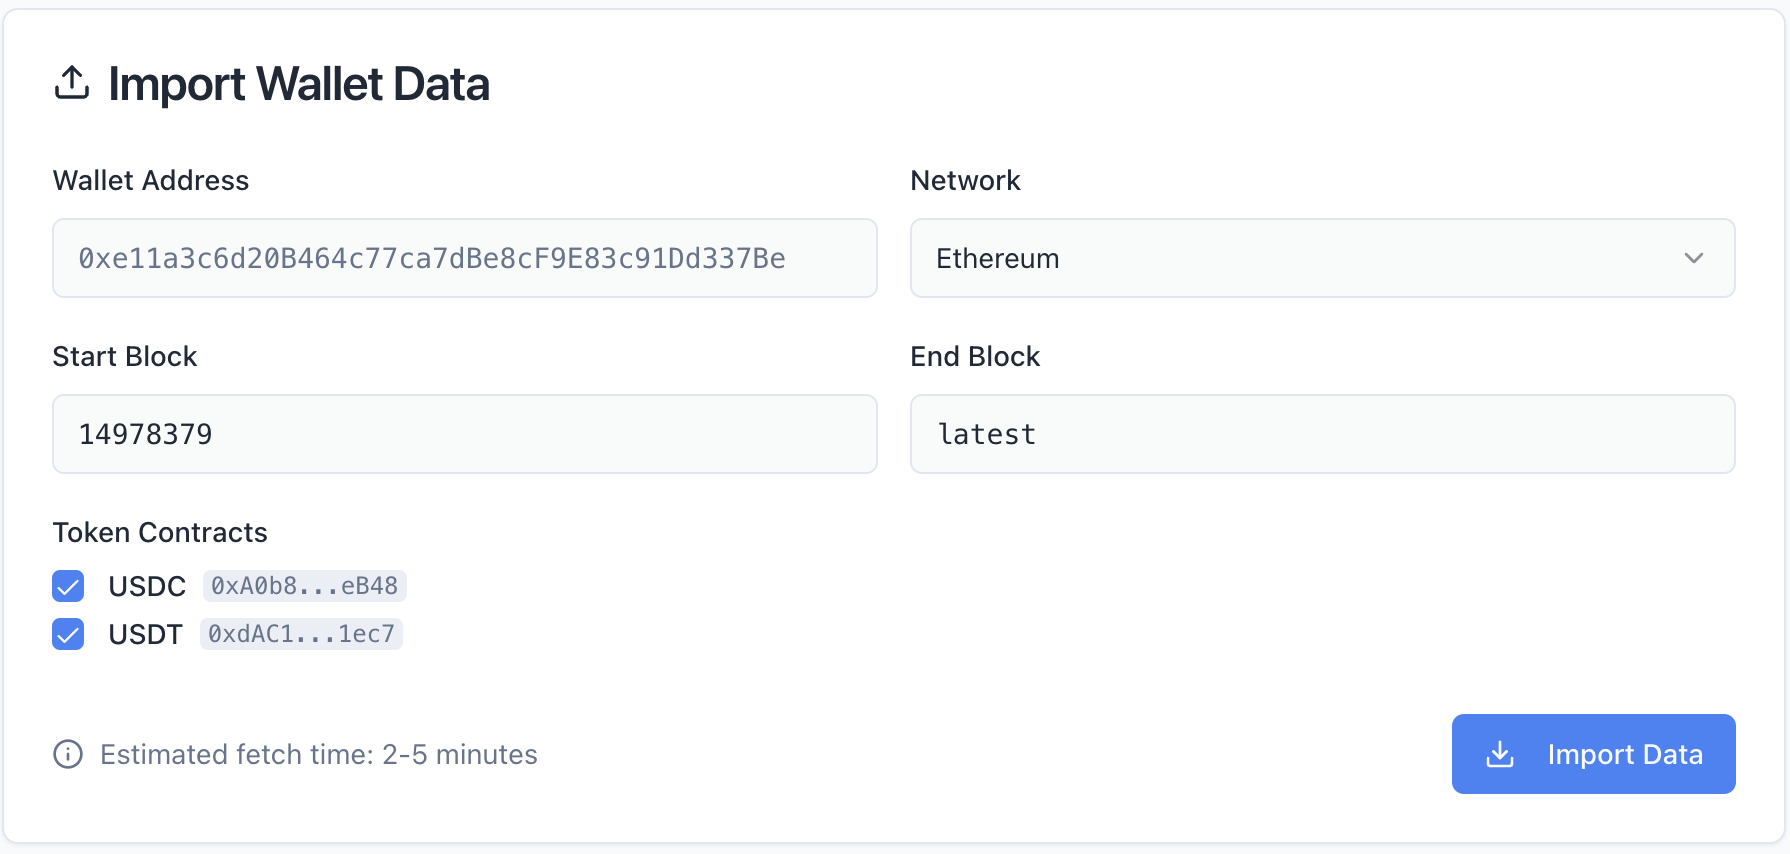 Import Wallet Data
Wallet Address
Network
0xe11a3c6d20B464c77ca7dBe8cF9E83c91Dd337Be
Ethereum
Start Block
End Block
14978379
latest
Token Contracts
USDC 0xA0b8...eB48
USDT 0xdAC1...1ec7
Estimated fetch time: 2-5 minutes
Import Data